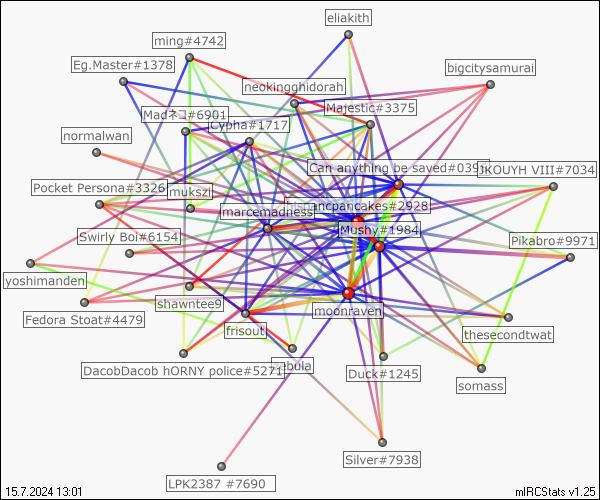 eliakith
ming#4742
Eg.Master#1378
bigcitysamurai
neokingghidorah
Majestic#3375
Madネコ#6901
Cypha#1717
normalwan
Can anything be saved#039
JKOUYH VIII#7034
Pocket Persona#3326
mukszi
pancpancakes#2928
marcemadness
Mushy#1984
Swirly Boi#6154
Pikabro#9971
yoshimanden
shawntee9
Fedora Stoat#4479
moonraven
frisout
thesecondtwat
DacobDacob hORNY police#5271
nebula
Duck#1245
somass
Silver#7938
LPK2387 #7690
15.7.2024 13:01
mIRCStats v1.25